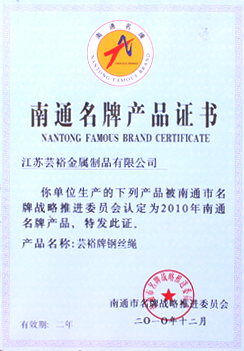 南通名牌
NANTONG FAMOUS BRAND
南通名牌产品证书
NANTONG FAMOUS BRAND CERTIFICATE
江苏芸裕金属制品有限公司
你单位生产的下列产品被南通市名
牌战略推进委员会认定为2010年南通
名牌产品，特发此证。
产品名称:芸裕牌钢丝绳
南通市名牌战略推进委员会
有效期:二年
二〇一〇年十二月